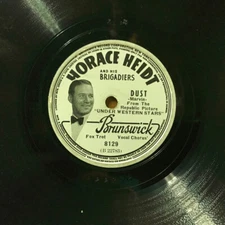 HORACE HEIDT
AND HIS
BRIGADIERS
DUST
-Marvin-
From The
Republic Picture
"UNDER WESTERN STARS"
Brunswick
Fox Trot Vocal Chorus
8129